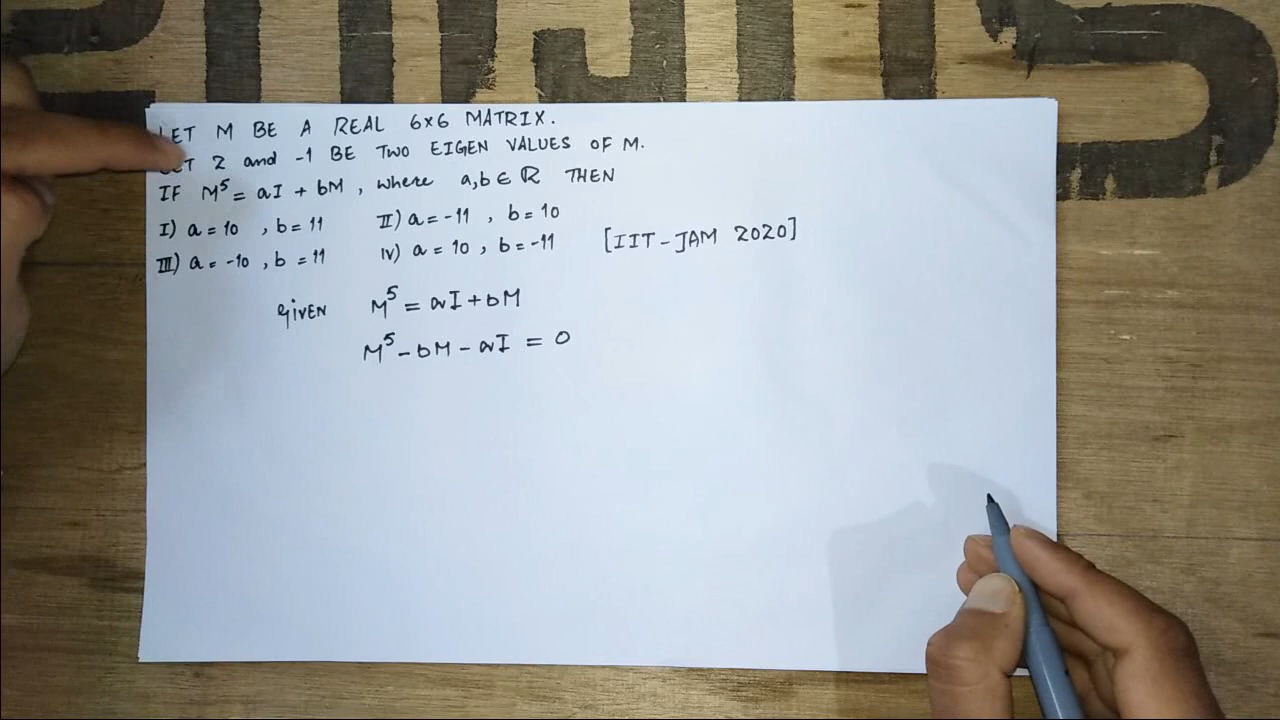 LET M BE A REAL 6×6 MATRIX.
LET 2 and -1 BE TWO EIGEN VALUES OF M.
IF M⁵ = aI + bM , where a,b ∈ ℝ THEN
I) a = 10 , b = 11 II) a = -11 , b = 10
III) a = -10 , b = 11 IV) a = 10 , b = -11 [IIT-JAM 2020]
GIVEN M⁵ = aI + bM
M⁵ - bM - aI = 0